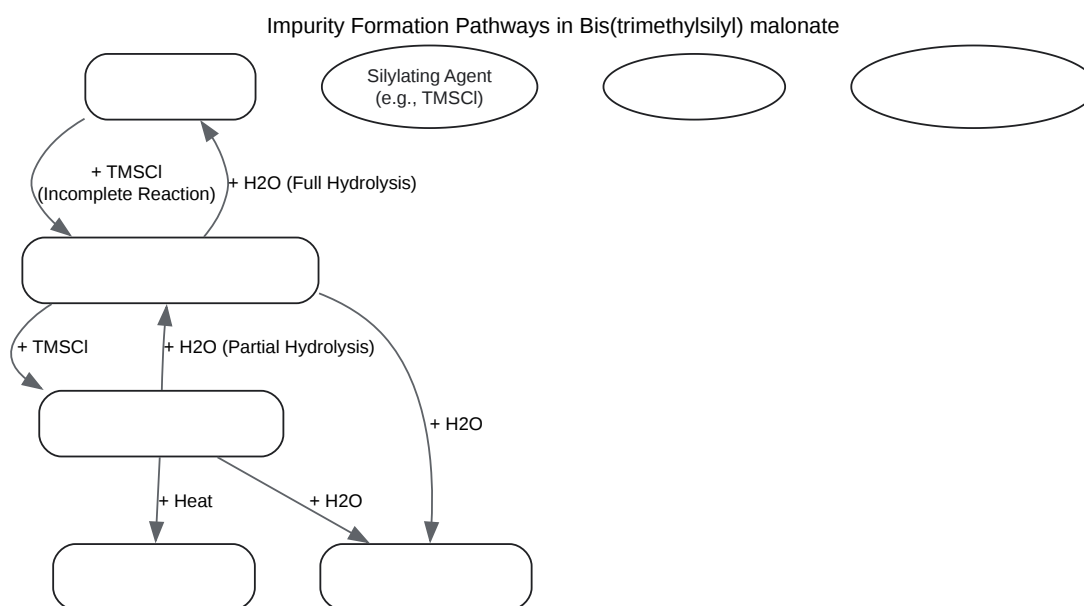 Impurity Formation Pathways in Bis(trimethylsilyl) malonate
Silylating Agent
(e.g., TMSCl)
+ TMSCl
(Incomplete Reaction)
+ H2O (Full Hydrolysis)
+ TMSCl
+ H2O (Partial Hydrolysis)
+ H2O
+ Heat
+ H2O